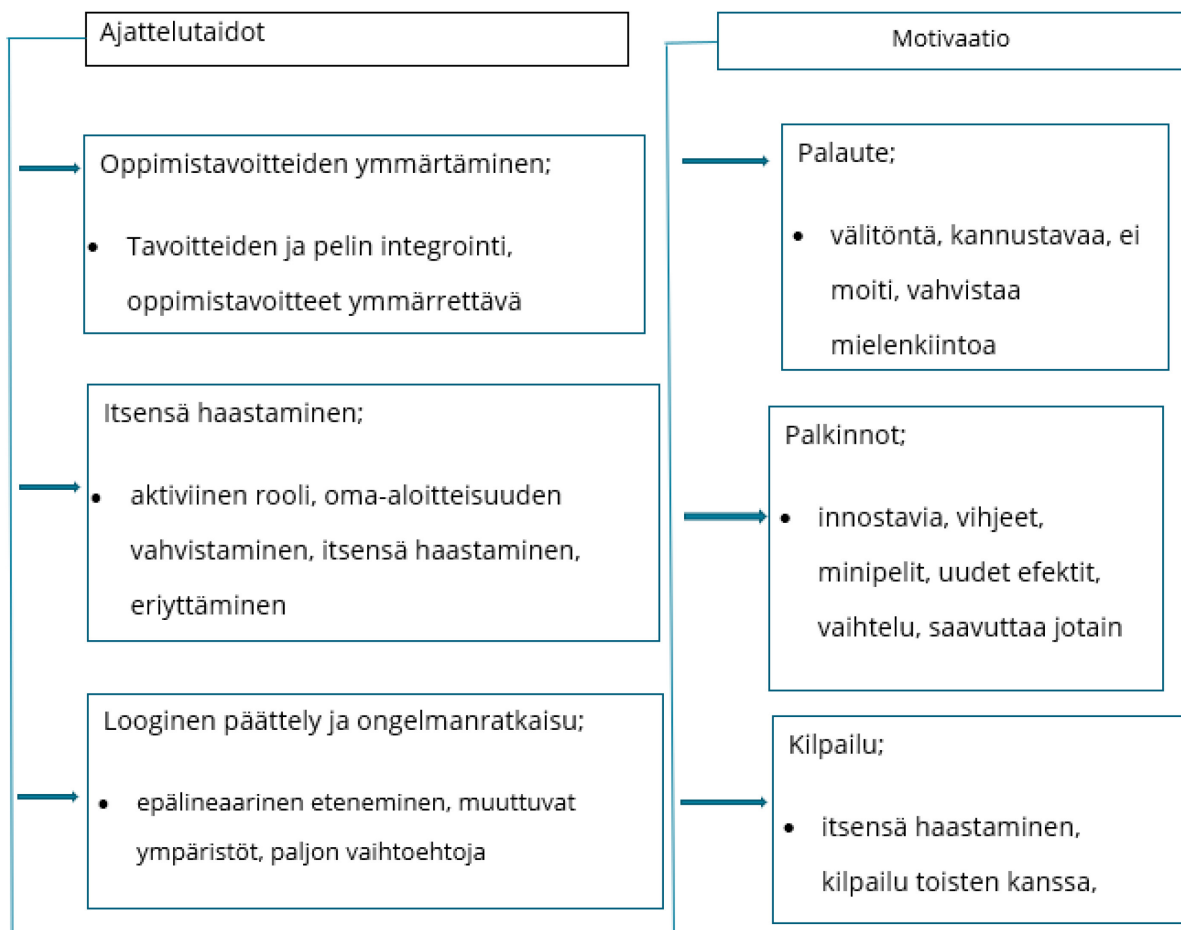 Ajattelutaidot
Oppimistavoitteiden ymmärtäminen;
• Tavoitteiden ja pelin integrointi,
oppimistavoitteet ymmärrettävä
Itsensä haastaminen;
• aktiviinen rooli, oma-aloitteisuuden
vahvistaminen, itsensä haastaminen,
eriyttäminen
Looginen päättely ja ongelmanratkaisu;
• epälineaarinen eteneminen, muuttuvat
ympäristöt, paljon vaihtoehtoja
Motivaatio
Palaute;
• välitöntä, kannustavaa, ei
moiti, vahvistaa
mielenkiintoa
Palkinnot;
• innostavia, vihjeet,
minipelit, uudet efektit,
vaihtelu, saavuttaa jotain
Kilpailu;
• itsensä haastaminen,
kilpailu toisten kanssa,